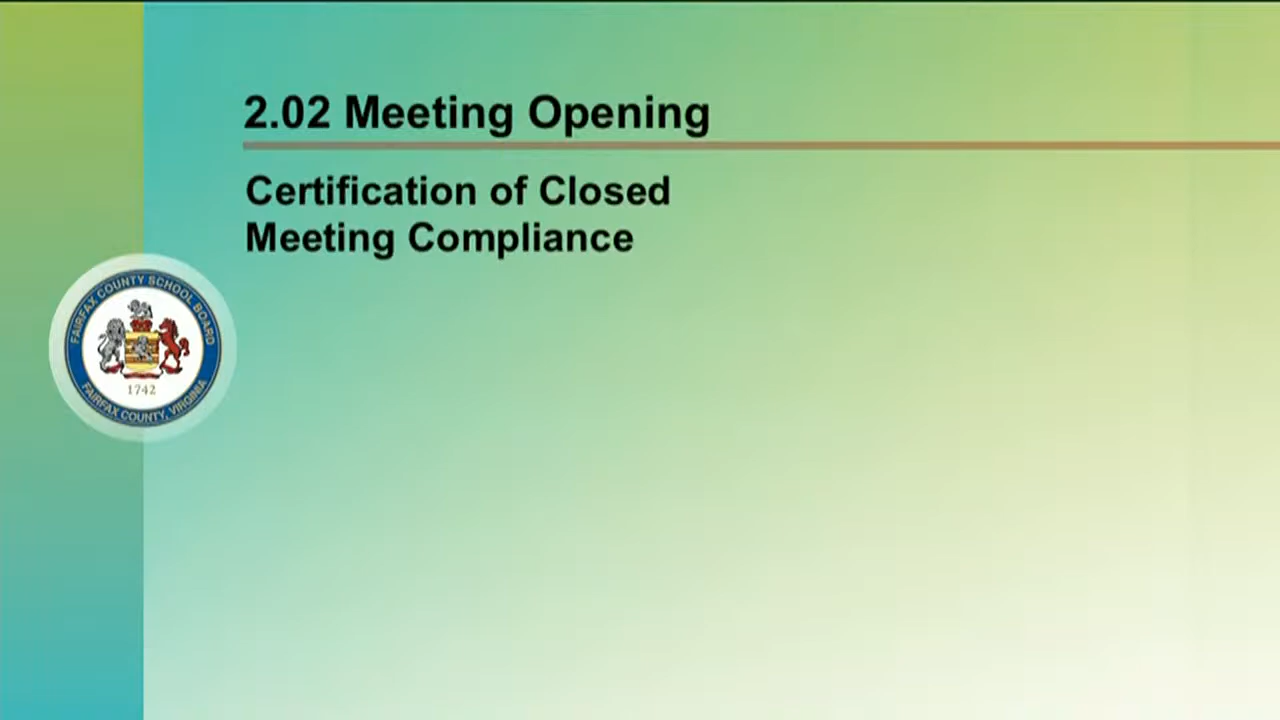 2.02 Meeting Opening
Certification of Closed
Meeting Compliance
FAIRFAX COUNTY SCHOOL BOARD
1742
FAIRFAX COUNTY, VIRGINIA